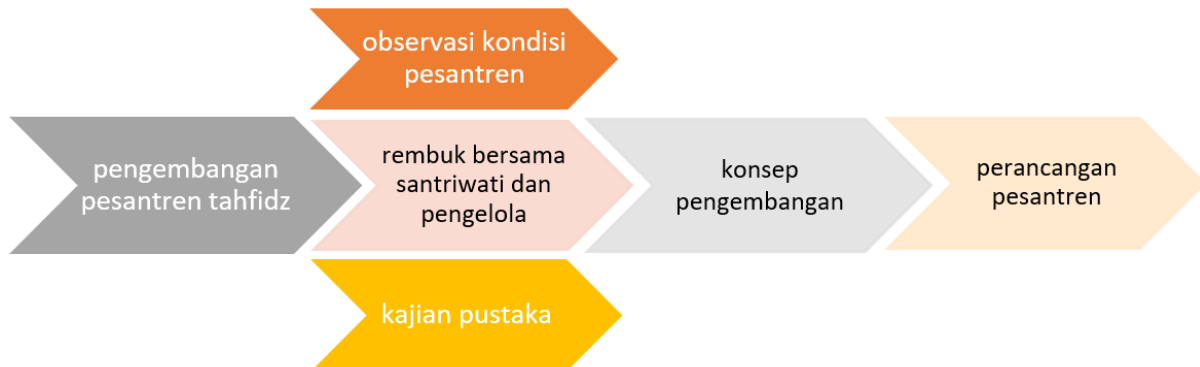 observasi kondisi
pesantren
pengembangan
pesantren tahfidz
rembuk bersama
santriwati dan
pengelola
konsep
pengembangan
perancangan
pesantren
kajian pustaka